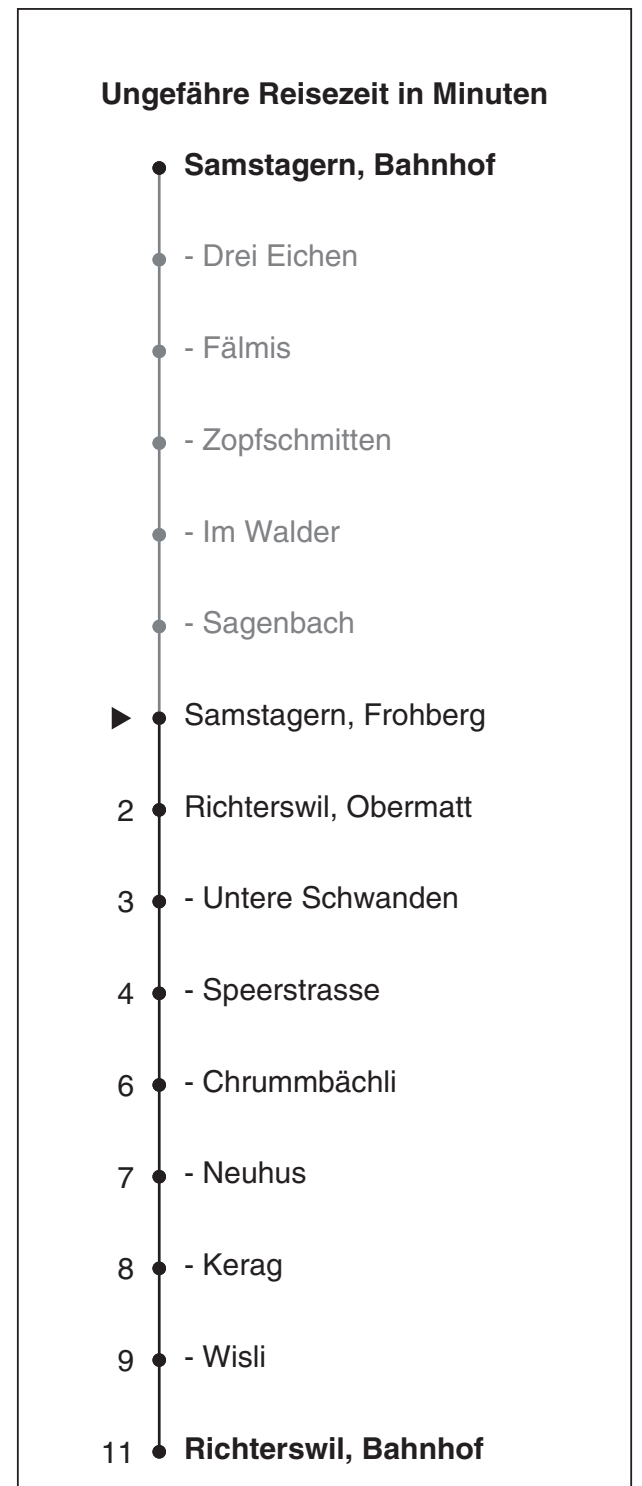 Ungefähre Reisezeit in Minuten
Samstagern, Bahnhof
- Drei Eichen
- Fälmis
- Zopfschmitten
- Im Walder
- Sagenbach
Samstagern, Frohberg
2 Richterswil, Obermatt
3 - Untere Schwanden
4 - Speerstrasse
6 - Chrummbächli
7 - Neuhus
8 - Kerag
9 - Wisli
11 Richterswil, Bahnhof